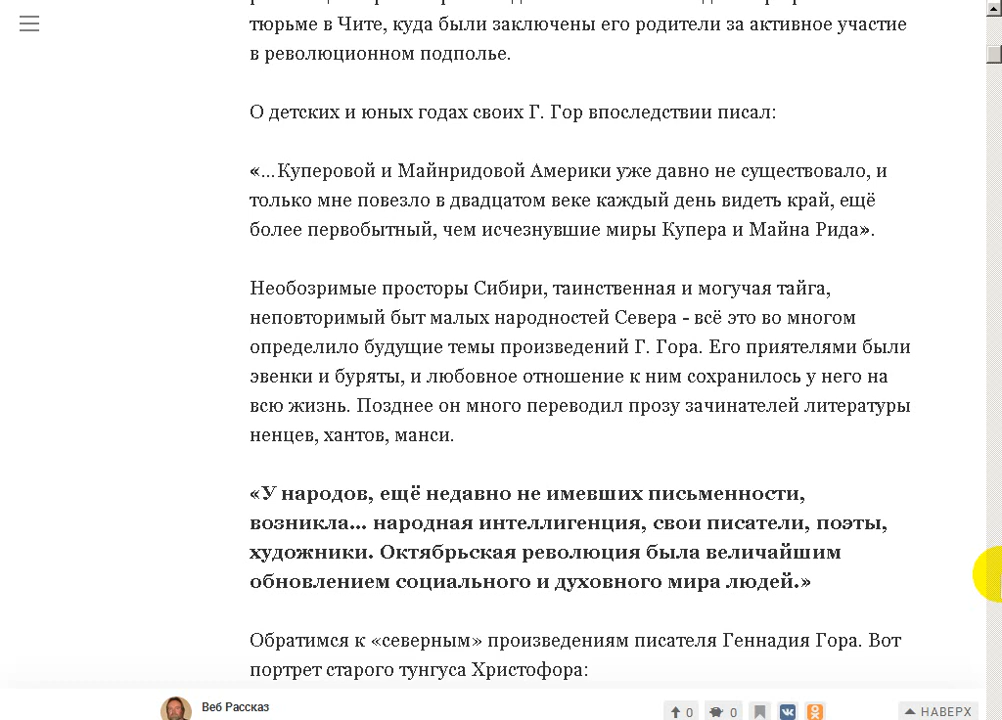 тюрьме в Чите, куда были заключены его родители за активное участие
в революционном подполье.
О детских и юных годах своих Г. Гор впоследствии писал:
«...Куперовой и Майнридовой Америки уже давно не существовало, и
только мне повезло в двадцатом веке каждый день видеть край, ещё
более первобытный, чем исчезнувшие миры Купера и Майна Рида».
Необозримые просторы Сибири, таинственная и могучая тайга,
неповторимый быт малых народностей Севера - всё это во многом
определило будущие темы произведений Г. Гора. Его приятелями были
эвенки и буряты, и любовное отношение к ним сохранилось у него на
всю жизнь. Позднее он много переводил прозу зачинателей литературы
ненцев, хантов, манси.
«У народов, ещё недавно не имевших письменности,
возникла... народная интеллигенция, свои писатели, поэты,
художники. Октябрьская революция была величайшим
обновлением социального и духовного мира людей.»
Обратимся к «северным» произведениям писателя Геннадия Гора. Вот
портрет старого тунгуса Христофора:
Веб Рассказ
0
0
НАВЕРХ